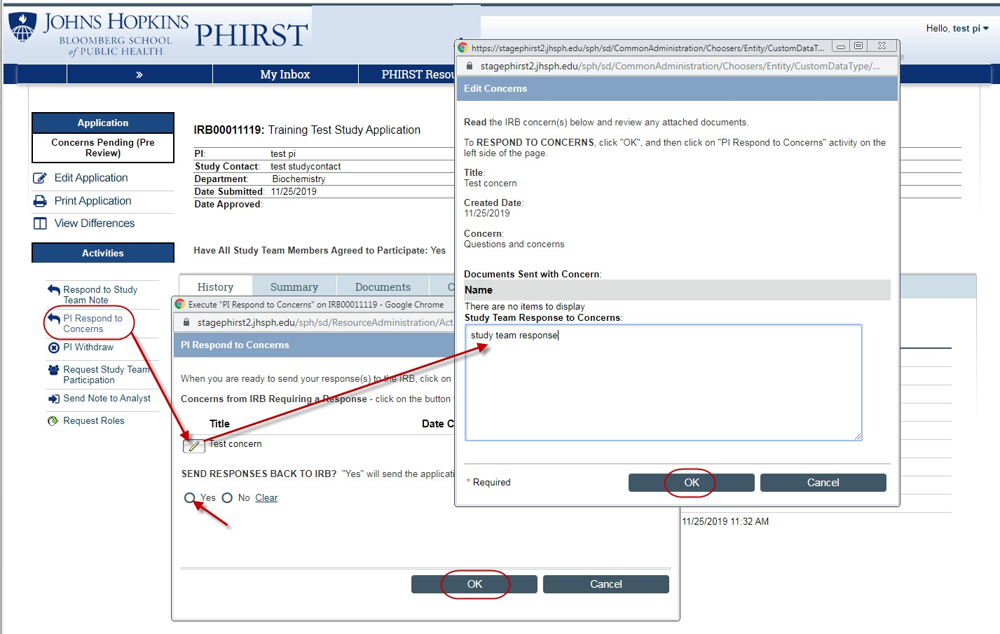 JOHNS HOPKINS
BLOOMBERG SCHOOL
of PUBLIC HEALTH
PHIRST
Hello, test pi
»
My Inbox
PHIRST Resou
Application
Concerns Pending (Pre
Review)
Edit Application
Print Application
View Differences
Activities
Respond to Study
Team Note
PI Respond to
Concerns
PI Withdraw
Request Study Team
Participation
Send Note to Analyst
Request Roles
IRB00011119: Training Test Study Application
PI: test pi
Study Contact: test studycontact
Department: Biochemistry
Date Submitted: 11/25/2019
Date Approved:
Have All Study Team Members Agreed to Participate: Yes
History
Summary
Documents
C
Execute "PI Respond to Concerns" on IRB00011119 - Google Chrome
stagephirst2.jhsph.edu/sph/sd/ResourceAdministration/Act
PI Respond to Concerns
When you are ready to send your response(s) to the IRB, click on
Concerns from IRB Requiring a Response - click on the button
Title Date C
Test concern
SEND RESPONSES BACK TO IRB? "Yes" will send the applicati
Yes No Clear
OK Cancel
https://stagephirst2.jhsph.edu/sph/sd/CommonAdministration/Choosers/Entity/CustomDataT...
stagephirst2.jhsph.edu/sph/sd/CommonAdministration/Choosers/Entity/CustomDataType/...
Edit Concerns
Read the IRB concern(s) below and review any attached documents.
To RESPOND TO CONCERNS, click "OK", and then click on "PI Respond to Concerns" activity on the
left side of the page.
Title:
Test concern
Created Date:
11/25/2019
Concern:
Questions and concerns
Documents Sent with Concern:
Name
There are no items to display
Study Team Response to Concerns:
study team response
* Required
OK Cancel
11/25/2019 11:32 AM